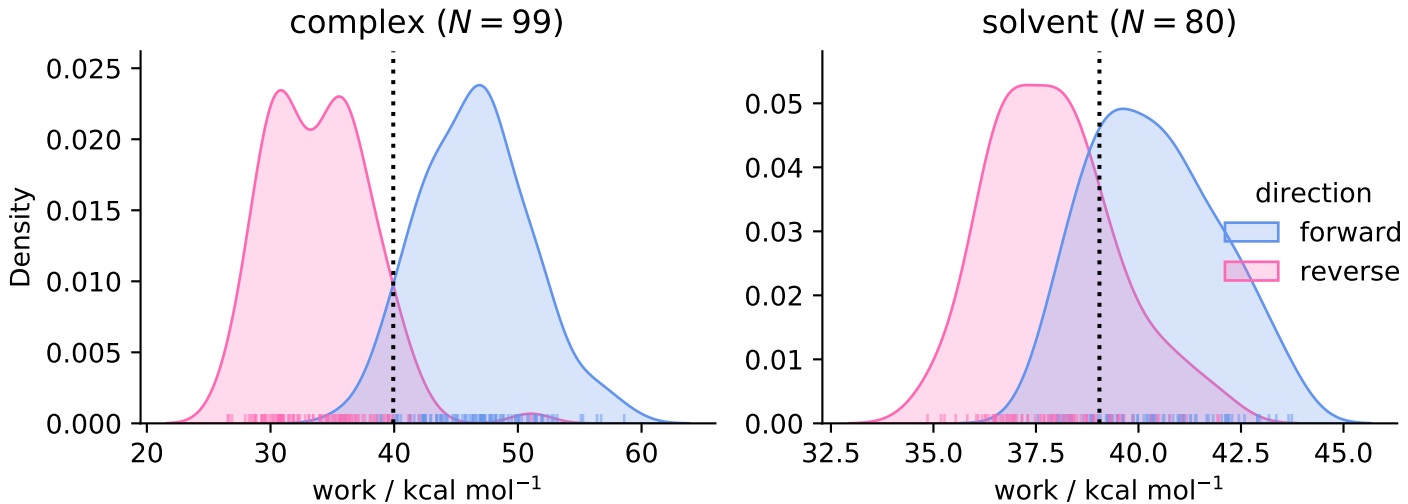 complex (N = 99)
Density
0.025
0.020
0.015
0.010
0.005
0.000
20 30 40 50 60
work / kcal mol⁻¹
solvent (N = 80)
0.05
0.04
0.03
0.02
0.01
0.00
32.5 35.0 37.5 40.0 42.5 45.0
work / kcal mol⁻¹
direction
forward
reverse